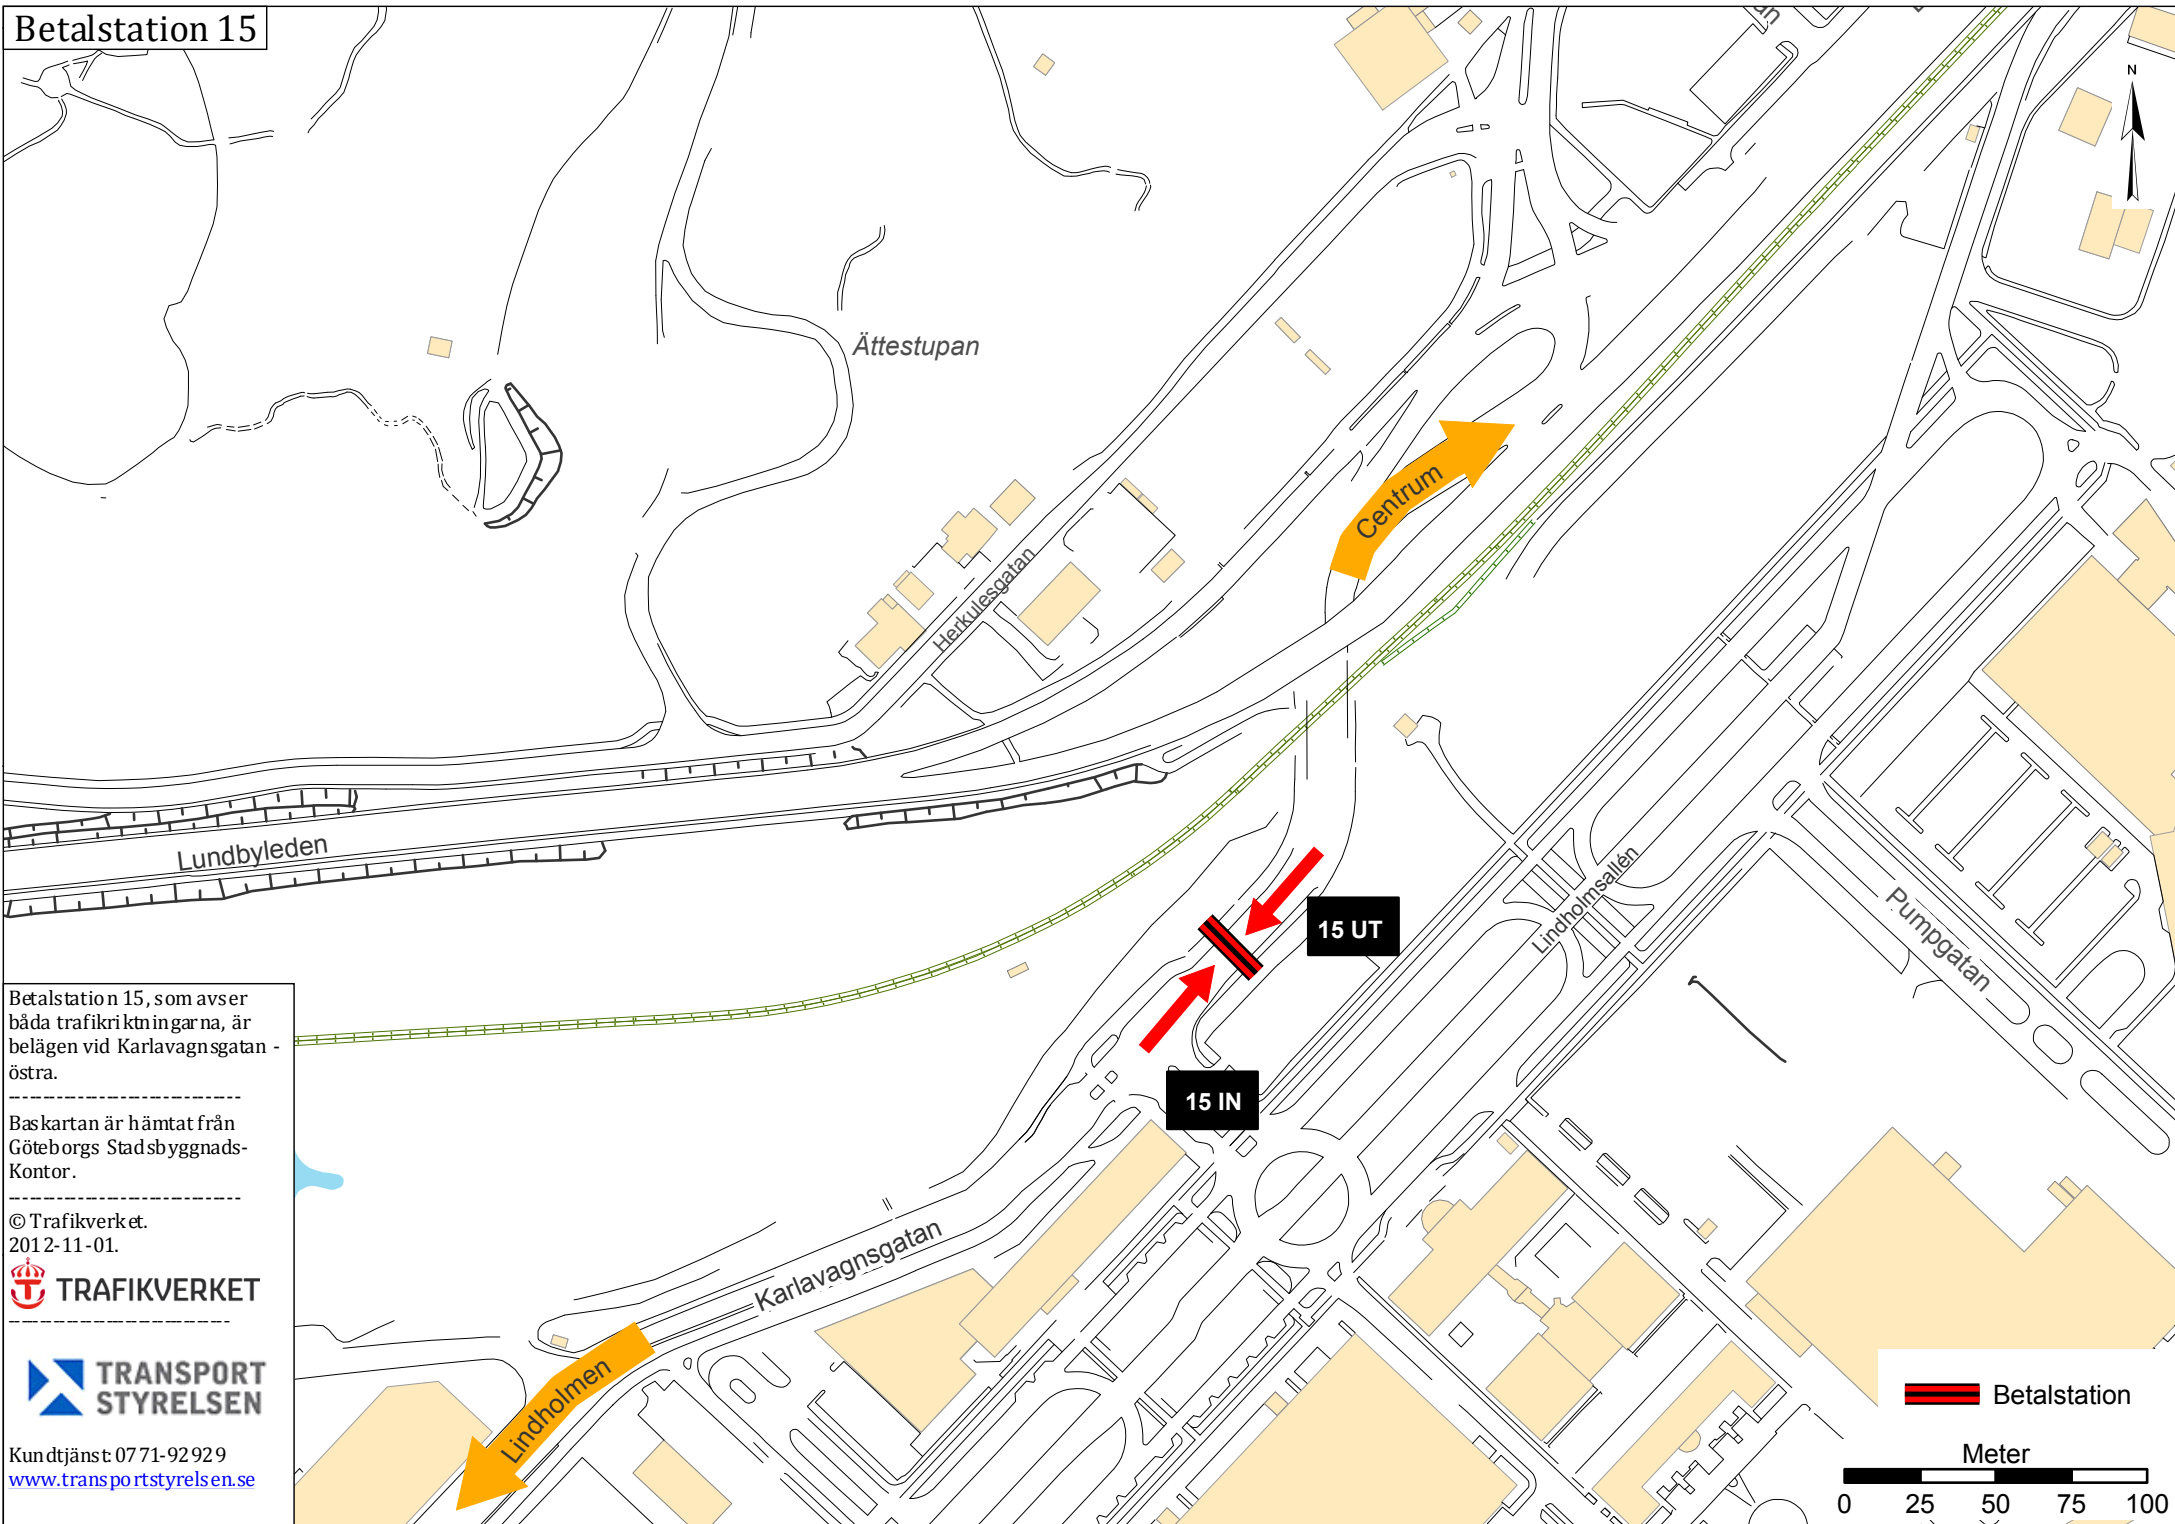 Betalstation 15
N
Ättestupan
Centrum
Herkulesgatan
Lundbyleden
15 UT
Lindholmsallén
Pumpgatan
15 IN
Karlavagnsgatan
Lindholmen
Betalstation 15, som avser
båda trafikriktningarna, är
belägen vid Karlavagnsgatan -
östra.
-------------------------------
Baskartan är hämtat från
Göteborgs Stadsbyggnads-
Kontor.
-------------------------------
© Trafikverket.
2012-11-01.
TRAFIKVERKET
-----------------------------
TRANSPORT
STYRELSEN
Kundtjänst: 0771-92929
www.transportstyrelsen.se
Betalstation
Meter
0 25 50 75 100